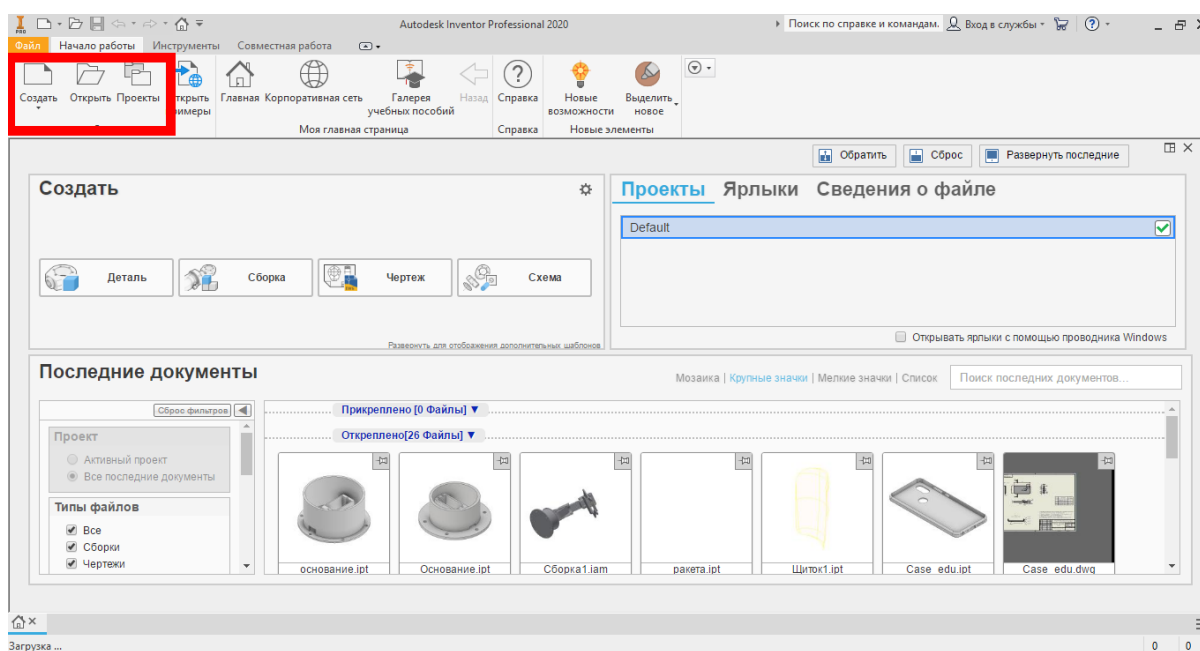 PRO
Autodesk Inventor Professional 2020
Поиск по справке и командам.
Вход в службы
Файл Начало работы Инструменты Совместная работа
Создать Открыть Проекты
Главная Корпоративная сеть Галерея учебных пособий Назад Справка Новые возможности Выделить новое
Моя главная страница Справка Новые элементы
Обратить Сброс Развернуть последние
Создать
Проекты Ярлыки Сведения о файле
Default
Деталь Сборка Чертеж Схема
Развернуть для отображения дополнительных шаблонов
Открывать ярлыки с помощью проводника Windows
Последние документы
Мозаика | Крупные значки | Мелкие значки | Список
Поиск последних документов...
Сброс фильтров
Прикреплено [0 Файлы] ▼
Откреплено[26 Файлы] ▼
Проект
Активный проект
Все последние документы
Типы файлов
Все
Сборки
Чертежи
основание.ipt Основание.ipt Сборка1.iam ракета.ipt Щиток1.ipt Case_edu.ipt Case_edu.dwg
Загрузка ...
0 0